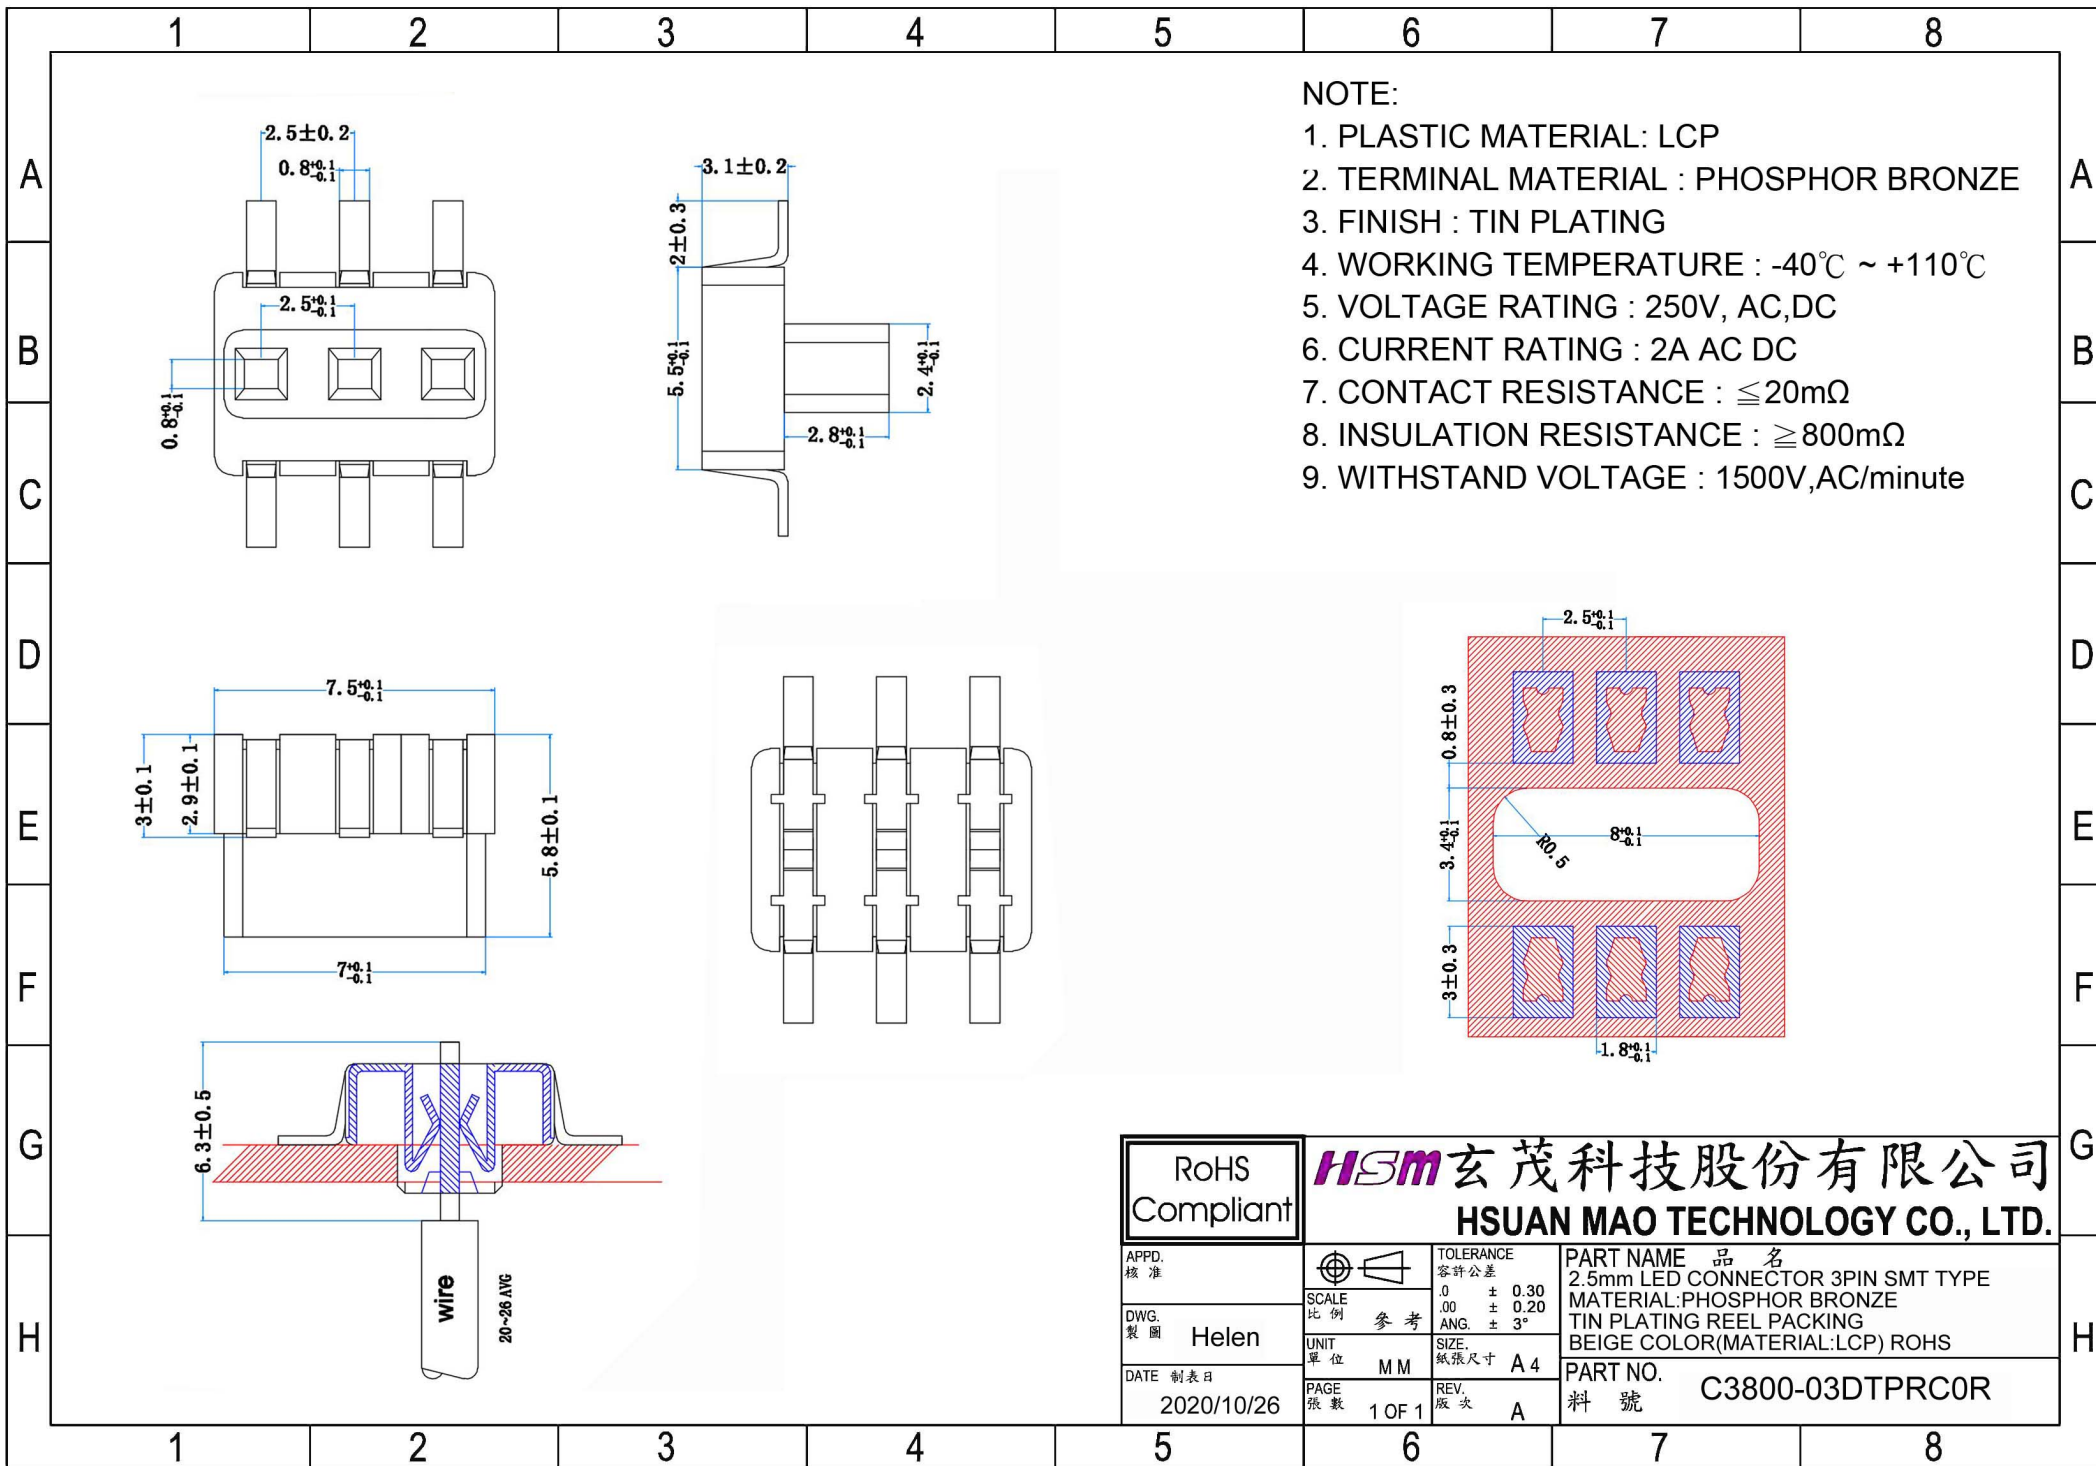 1 2 3 4 5 6 7 8
A
B
C
D
E
F
G
H
A
B
C
D
E
F
G
H
1 2 3 4 5 6 7 8
2.5±0.2
0.8+0.1-0.1
2.5+0.1-0.1
0.8+0.1-0.1
3.1±0.2
2±0.3
5.5+0.1-0.1
2.4+0.1-0.1
2.8+0.1-0.1
NOTE:
1. PLASTIC MATERIAL: LCP
2. TERMINAL MATERIAL : PHOSPHOR BRONZE
3. FINISH : TIN PLATING
4. WORKING TEMPERATURE : -40℃ ~ +110℃
5. VOLTAGE RATING : 250V, AC,DC
6. CURRENT RATING : 2A AC DC
7. CONTACT RESISTANCE : ≦20mΩ
8. INSULATION RESISTANCE : ≧800mΩ
9. WITHSTAND VOLTAGE : 1500V,AC/minute
7.5+0.1-0.1
3±0.1
2.9±0.1
5.8±0.1
7+0.1-0.1
2.5+0.1-0.1
0.8±0.3
3.4+0.1-0.1
8+0.1-0.1
R0.5
3±0.3
1.8+0.1-0.1
6.3±0.5
wire
20~26 AVG
RoHS
Compliant
HSM 玄茂科技股份有限公司
HSUAN MAO TECHNOLOGY CO., LTD.
APPD.
核 准
DWG.
製 圖 Helen
DATE 制表日
2020/10/26
SCALE
比 例 參 考
UNIT
單 位 MM
PAGE
張 數 1 OF 1
TOLERANCE
容許公差
.0 ± 0.30
.00 ± 0.20
ANG. ± 3°
SIZE.
紙張尺寸 A4
REV.
版 次 A
PART NAME 品 名
2.5mm LED CONNECTOR 3PIN SMT TYPE
MATERIAL:PHOSPHOR BRONZE
TIN PLATING REEL PACKING
BEIGE COLOR(MATERIAL:LCP) ROHS
PART NO.
料 號 C3800-03DTPRC0R